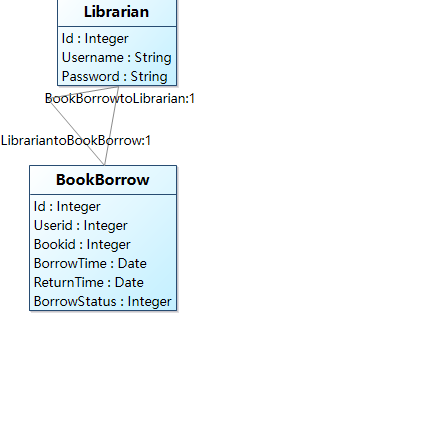 Librarian
Id : Integer
Username : String
Password : String
BookBorrowtoLibrarian:1
LibrariantoBookBorrow:1
BookBorrow
Id : Integer
Userid : Integer
Bookid : Integer
BorrowTime : Date
ReturnTime : Date
BorrowStatus : Integer